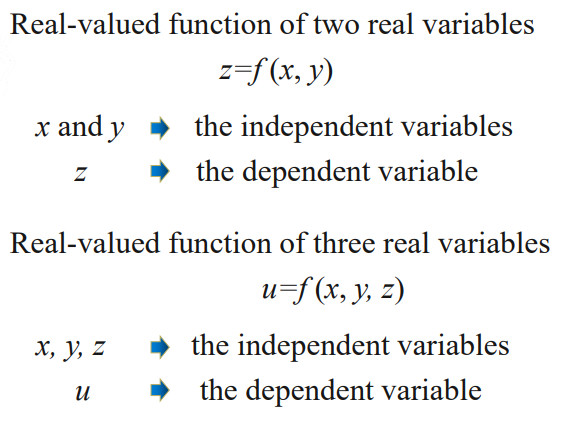 Real-valued function of two real variables
z=f (x, y)
x and y ➡ the independent variables
z ➡ the dependent variable
Real-valued function of three real variables
u=f (x, y, z)
x, y, z ➡ the independent variables
u ➡ the dependent variable